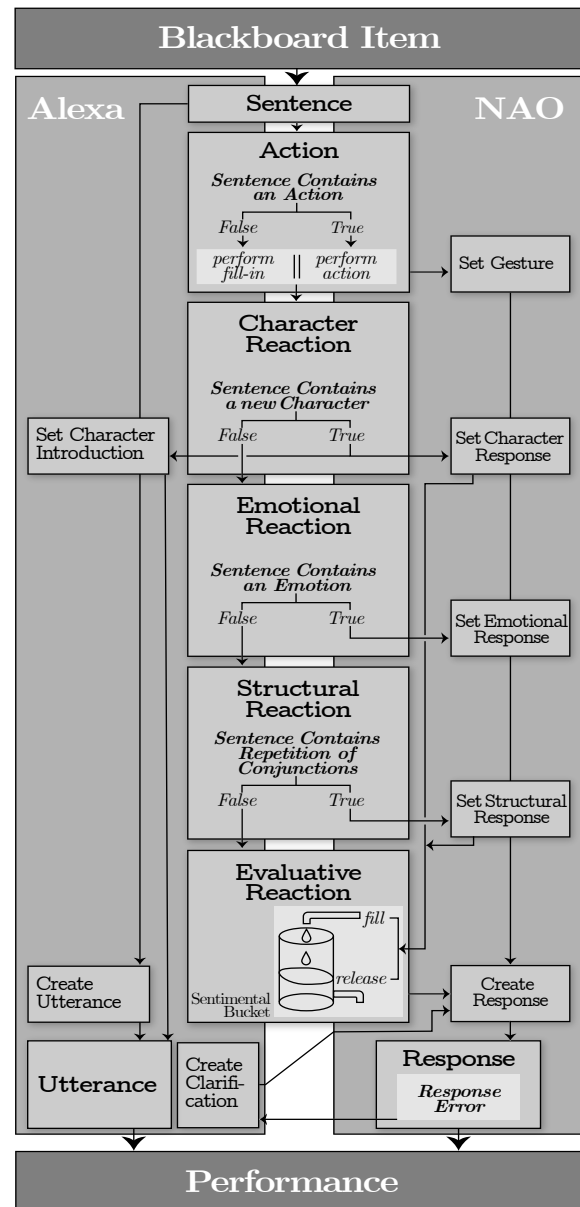 Blackboard Item
Alexa
NAO
Sentence
Action
Sentence Contains
an Action
False
True
perform
fill-in
||
perform
action
Set Gesture
Character
Reaction
Sentence Contains
a new Character
False
True
Set Character
Introduction
Set Character
Response
Emotional
Reaction
Sentence Contains
an Emotion
False
True
Set Emotional
Response
Structural
Reaction
Sentence Contains
Repetition of
Conjunctions
False
True
Set Structural
Response
Evaluative
Reaction
fill
release
Sentimental
Bucket
Create
Utterance
Create
Response
Utterance
Create
Clarifi-
cation
Response
Response
Error
Performance